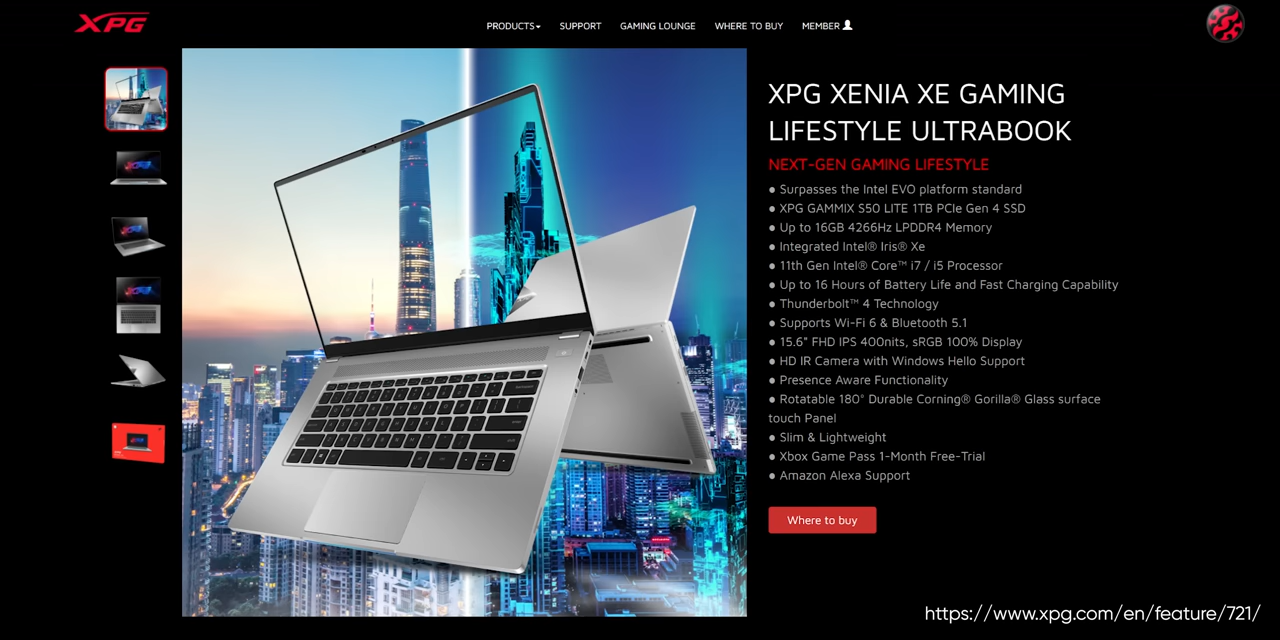 XPG
PRODUCTS
SUPPORT
GAMING LOUNGE
WHERE TO BUY
MEMBER
XPG XENIA XE GAMING
LIFESTYLE ULTRABOOK
NEXT-GEN GAMING LIFESTYLE
● Surpasses the Intel EVO platform standard
● XPG GAMMIX S50 LITE 1TB PCIe Gen 4 SSD
● Up to 16GB 4266Hz LPDDR4 Memory
● Integrated Intel® Iris® Xe
● 11th Gen Intel® Core™ i7 / i5 Processor
● Up to 16 Hours of Battery Life and Fast Charging Capability
● Thunderbolt™ 4 Technology
● Supports Wi-Fi 6 & Bluetooth 5.1
● 15.6” FHD IPS 400nits, sRGB 100% Display
● HD IR Camera with Windows Hello Support
● Presence Aware Functionality
● Rotatable 180° Durable Corning® Gorilla® Glass surface
touch Panel
● Slim & Lightweight
● Xbox Game Pass 1-Month Free-Trial
● Amazon Alexa Support
Where to buy
https://www.xpg.com/en/feature/721/